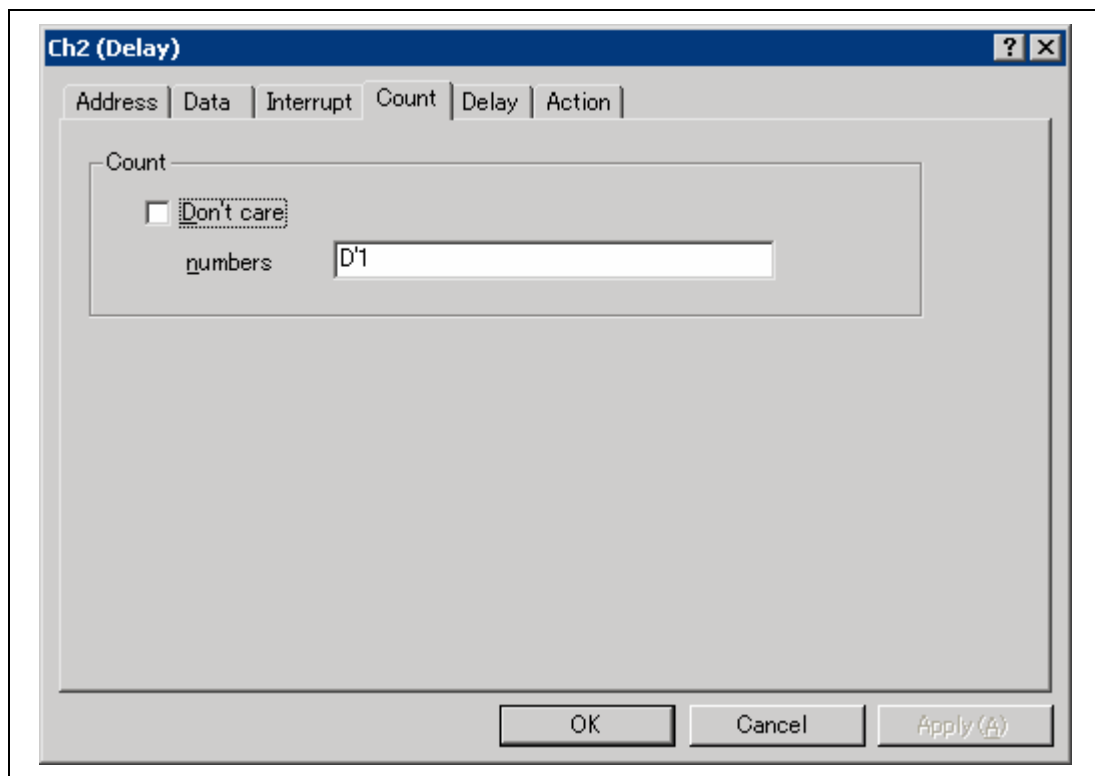 Ch2 (Delay)
Address Data Interrupt Count Delay Action
Count
Don't care
numbers D'1
OK Cancel Apply(A)